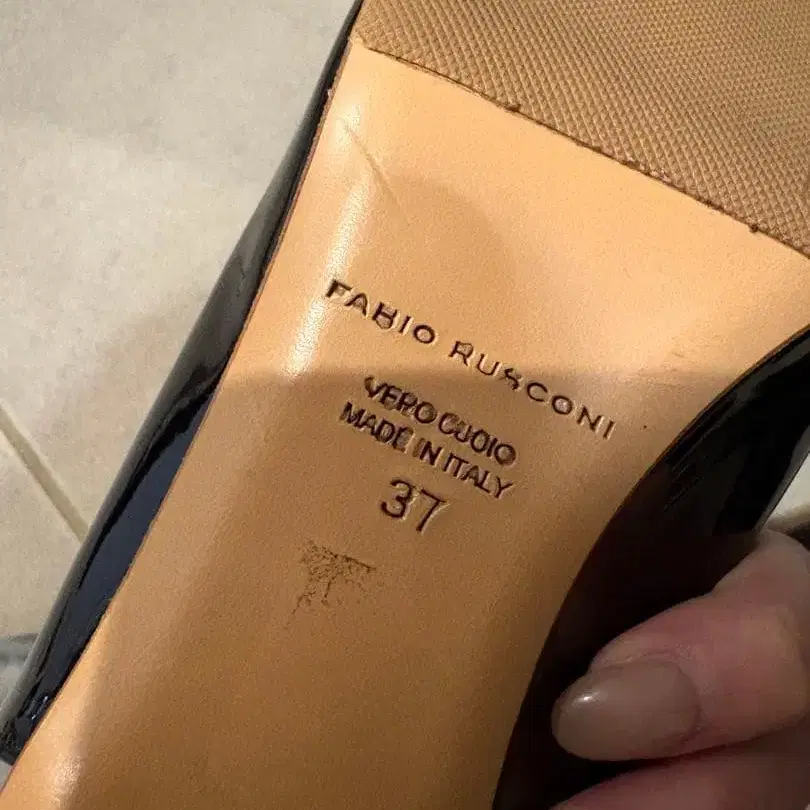 FABIO RUSCONI
VERO CUOIO
MADE IN ITALY
37